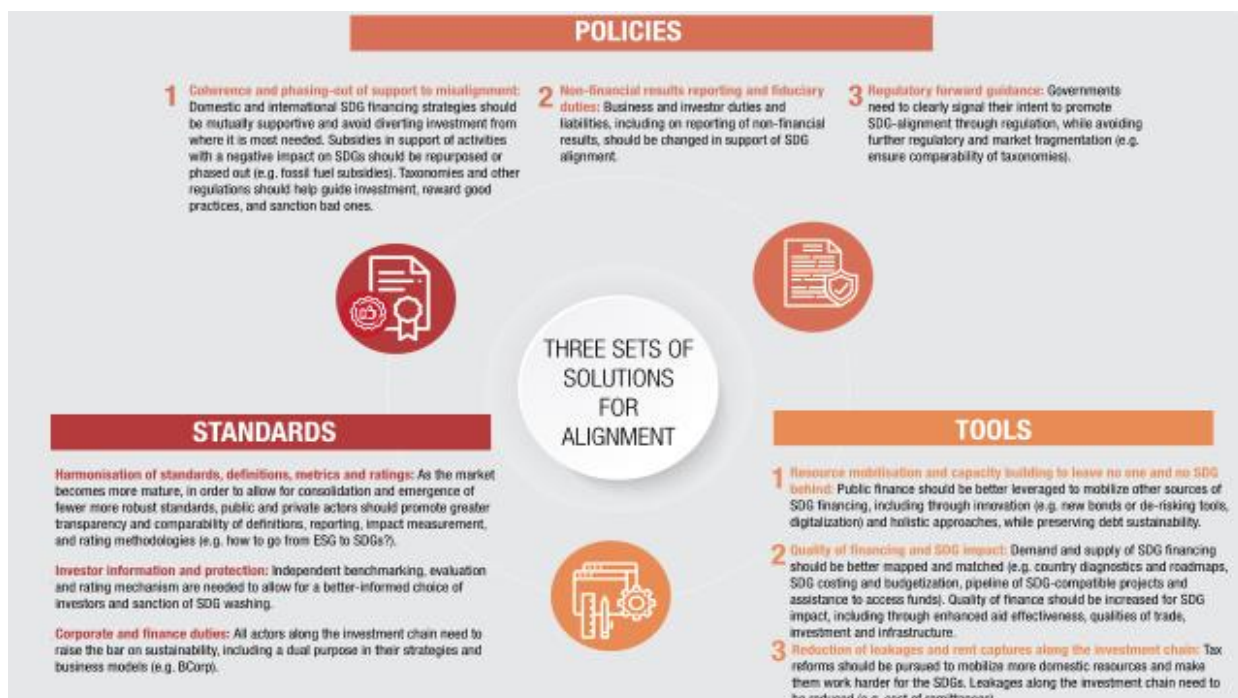 POLICIES
1 Coherence and phasing-out of support to misalignment:
Domestic and international SDG financing strategies should
be mutually supportive and avoid diverting investment from
where it is most needed. Subsidies in support of activities
with a negative impact on SDGs should be repurposed or
phased out (e.g. fossil fuel subsidies). Taxonomies and other
regulations should help guide investment, reward good
practices, and sanction bad ones.
2 Non-financial results reporting and fiduciary
duties: Business and investor duties and
liabilities, including on reporting of non-financial
results, should be changed in support of SDG
alignment.
3 Regulatory forward guidance: Governments
need to clearly signal their intent to promote
SDG-alignment through regulation, while avoiding
further regulatory and market fragmentation (e.g.
ensure comparability of taxonomies).
THREE SETS OF
SOLUTIONS
FOR
ALIGNMENT
STANDARDS
Harmonisation of standards, definitions, metrics and ratings: As the market
becomes more mature, in order to allow for consolidation and emergence of
fewer more robust standards, public and private actors should promote greater
transparency and comparability of definitions, reporting, impact measurement,
and rating methodologies (e.g. how to go from ESG to SDGs?).
Investor information and protection: Independent benchmarking, evaluation
and rating mechanism are needed to allow for a better-informed choice of
investors and sanction of SDG washing.
Corporate and finance duties: All actors along the investment chain need to
raise the bar on sustainability, including a dual purpose in their strategies and
business models (e.g. BCorp).
TOOLS
1 Resource mobilisation and capacity building to leave no one and no SDG
behind: Public finance should be better leveraged to mobilize other sources of
SDG financing, including through innovation (e.g. new bonds or de-risking tools,
digitalization) and holistic approaches, while preserving debt sustainability.
2 Quality of financing and SDG impact: Demand and supply of SDG financing
should be better mapped and matched (e.g. country diagnostics and roadmaps,
SDG costing and budgetization, pipeline of SDG-compatible projects and
assistance to access funds). Quality of finance should be increased for SDG
impact, including through enhanced aid effectiveness, qualities of trade,
investment and infrastructure.
3 Reduction of leakages and rent captures along the investment chain: Tax
reforms should be pursued to mobilize more domestic resources and make
them work harder for the SDGs. Leakages along the investment chain need to
be reduced (e.g. cost of remittances)